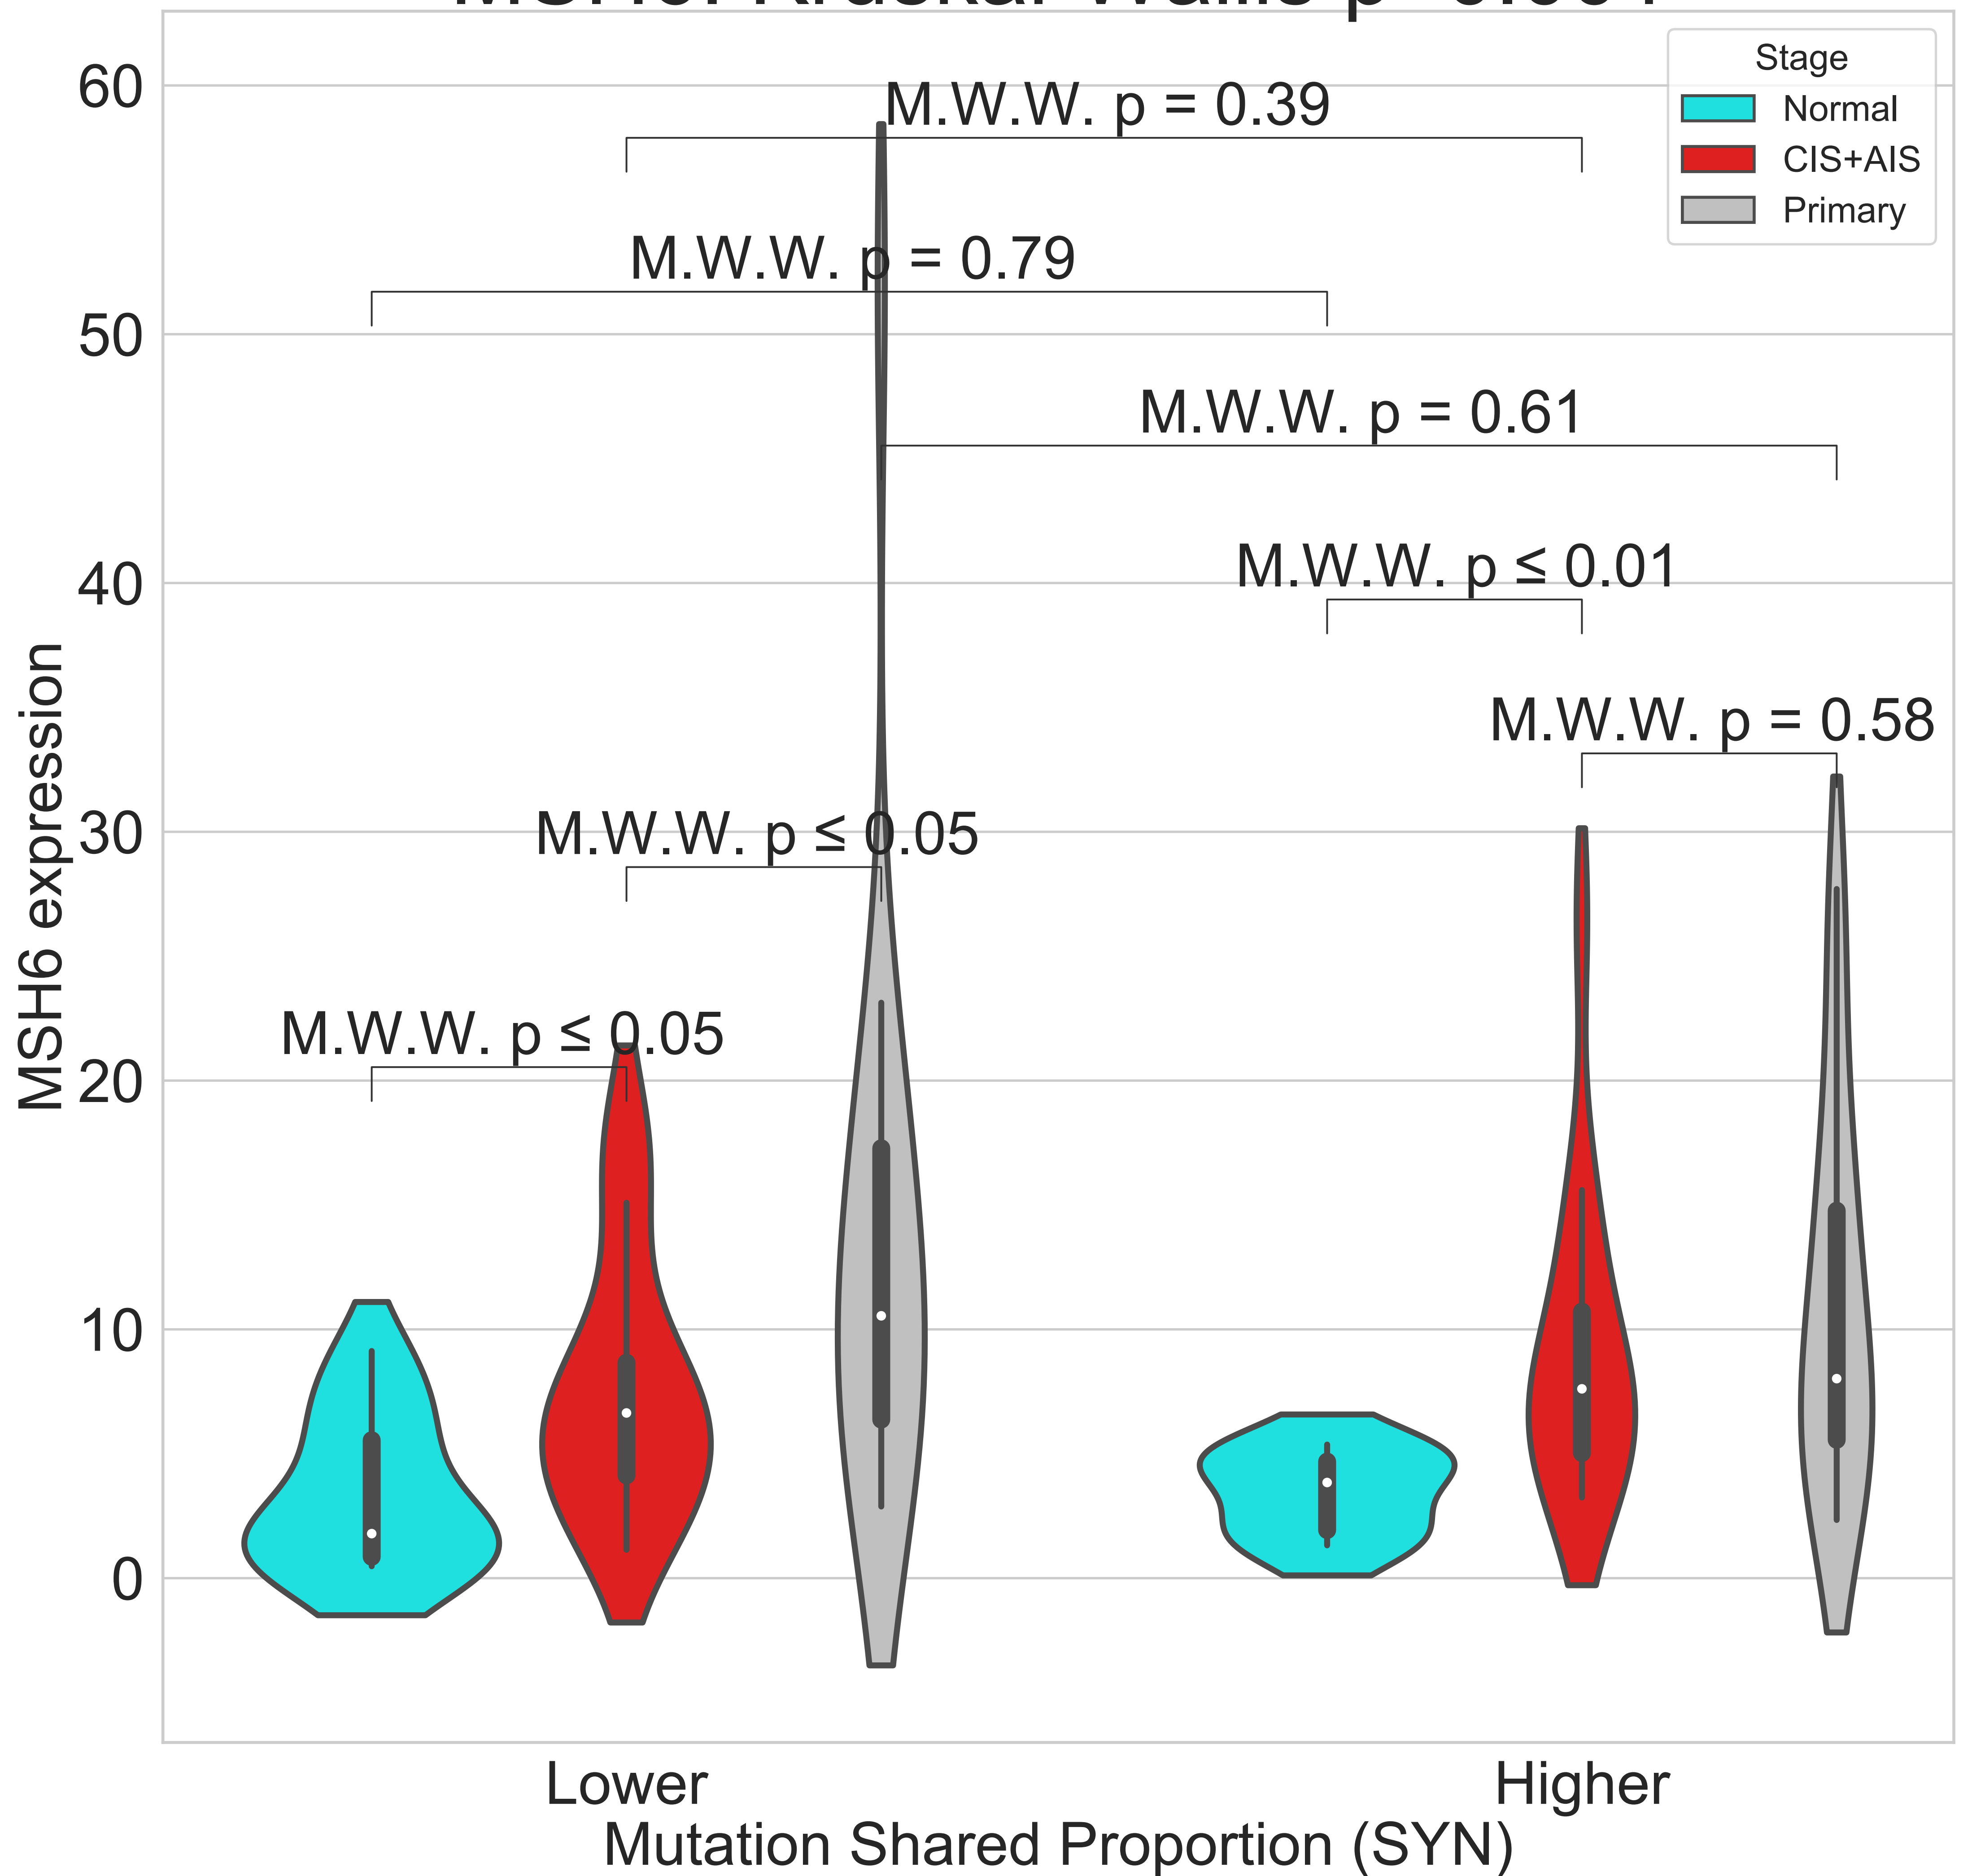 Stage
Normal
CIS+AIS
Primary
60
50
40
30
20
10
0
MSH6 expression
M.W.W. p = 0.39
M.W.W. p = 0.79
M.W.W. p = 0.61
M.W.W. p ≤ 0.01
M.W.W. p = 0.58
M.W.W. p ≤ 0.05
M.W.W. p ≤ 0.05
Lower
Higher
Mutation Shared Proportion (SYN)